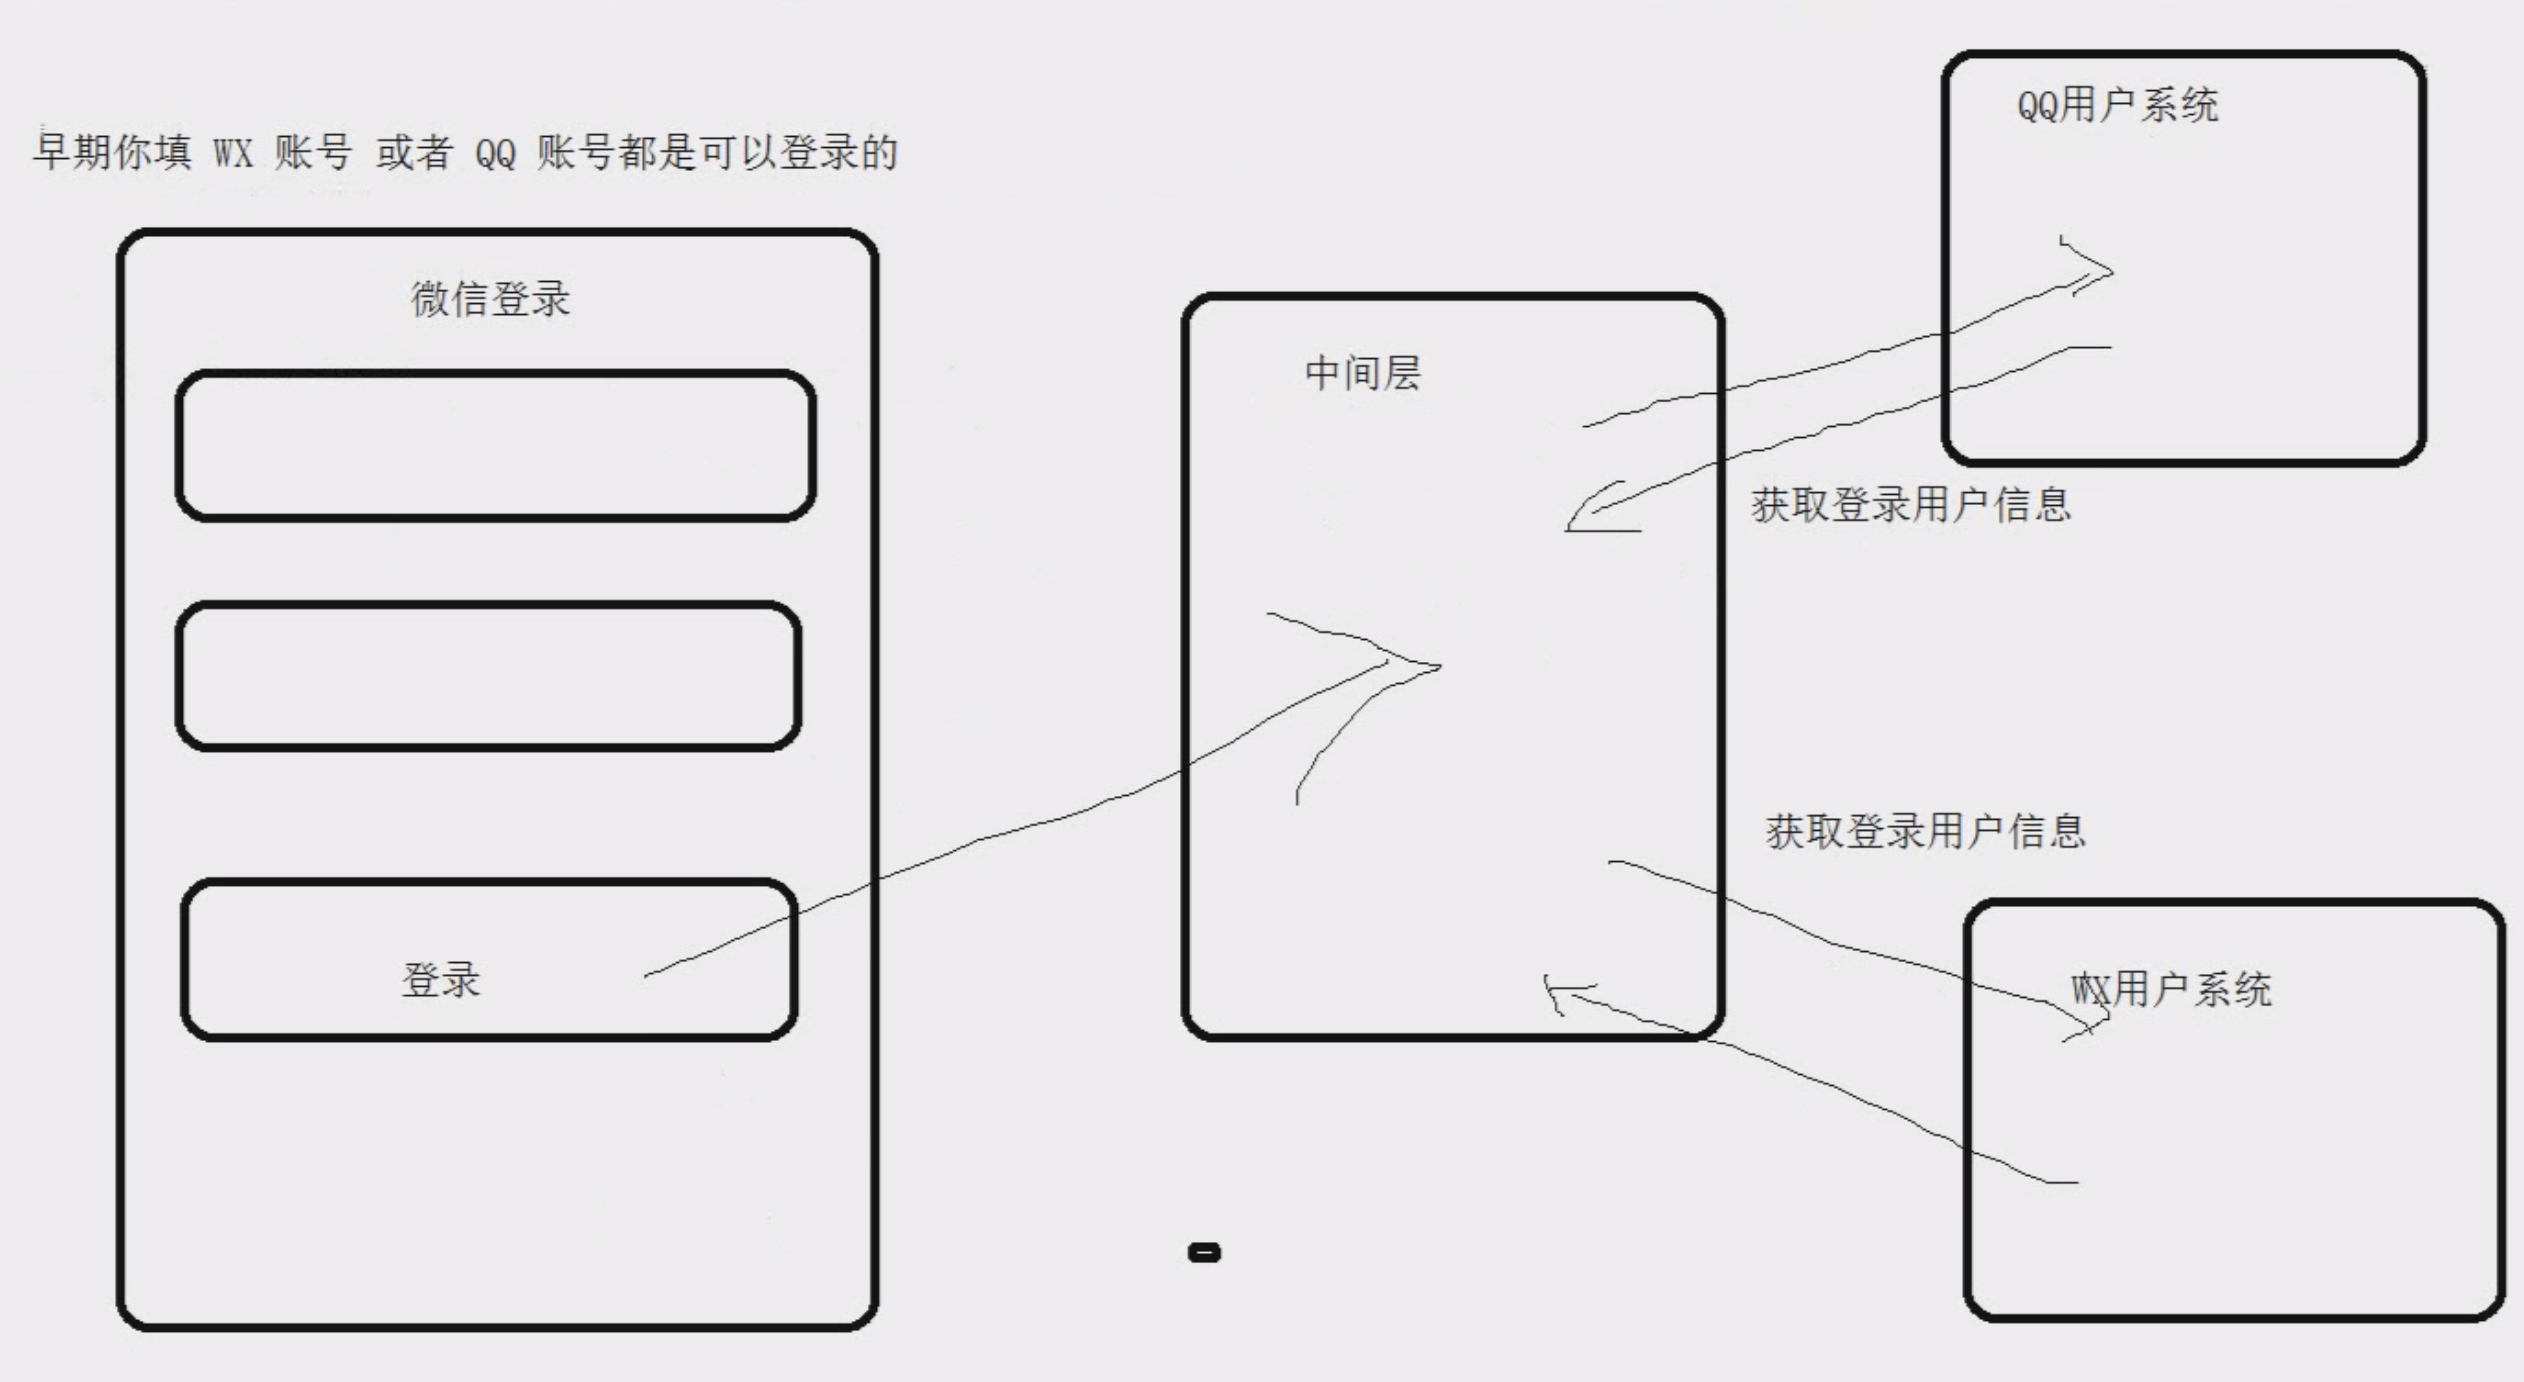 早期你填 WX 账号 或者 QQ 账号都是可以登录的
微信登录
登录
中间层
QQ用户系统
获取登录用户信息
获取登录用户信息
WX用户系统